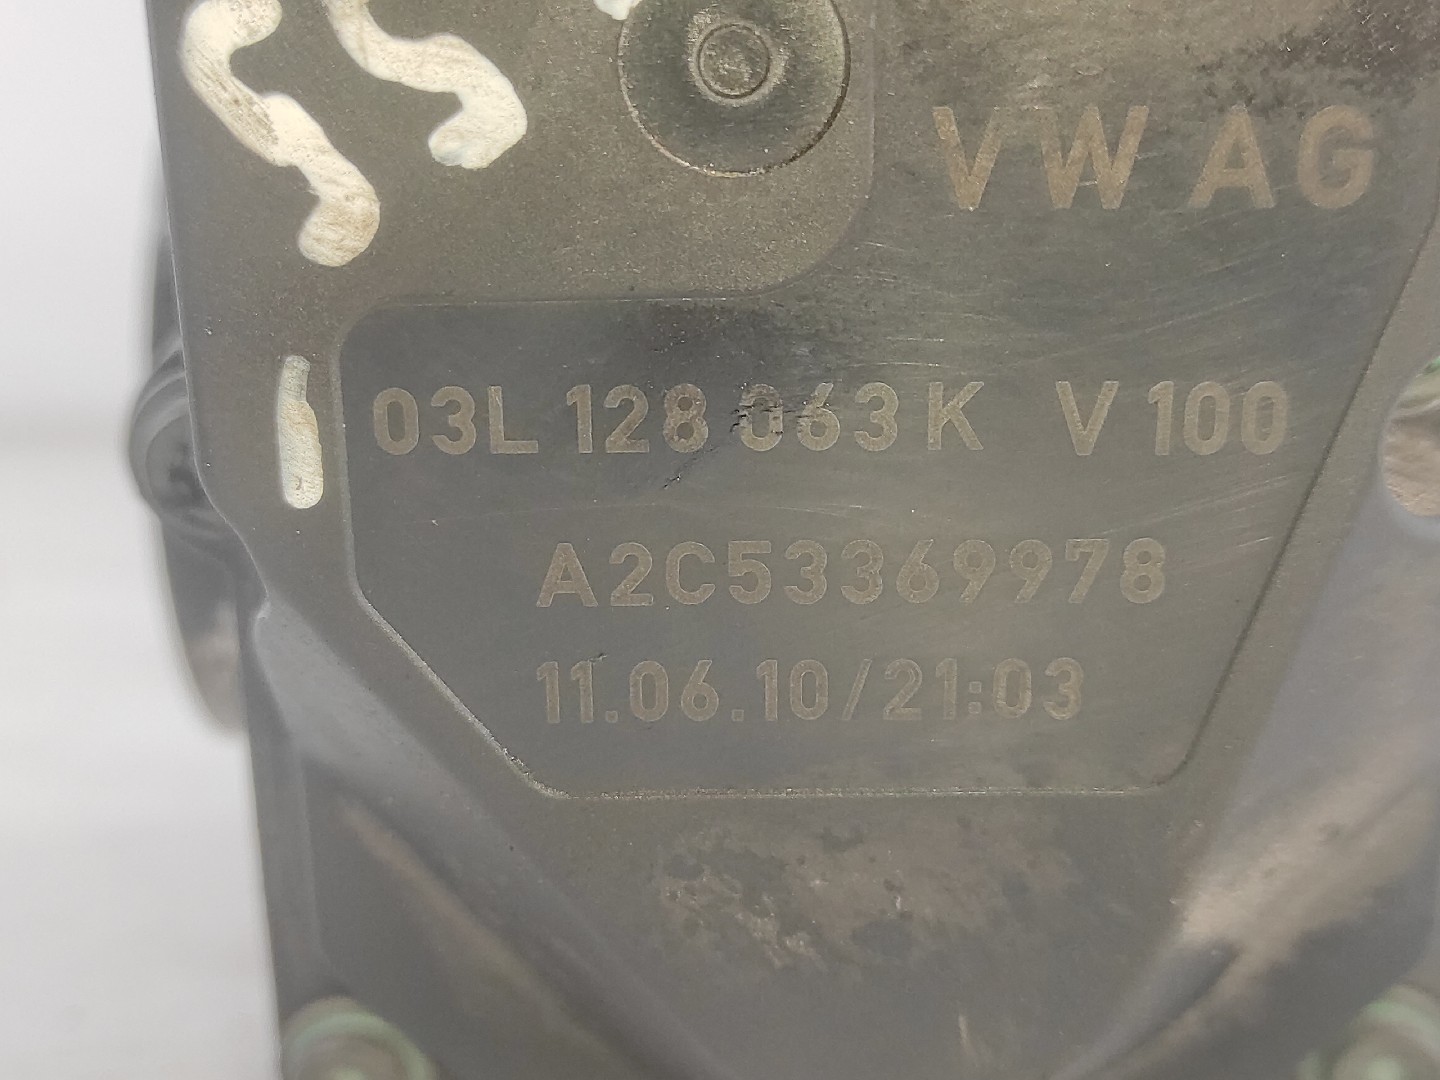 VW AG
03L 128 063 K V 100
A2C53369978
11.06.10/21:03